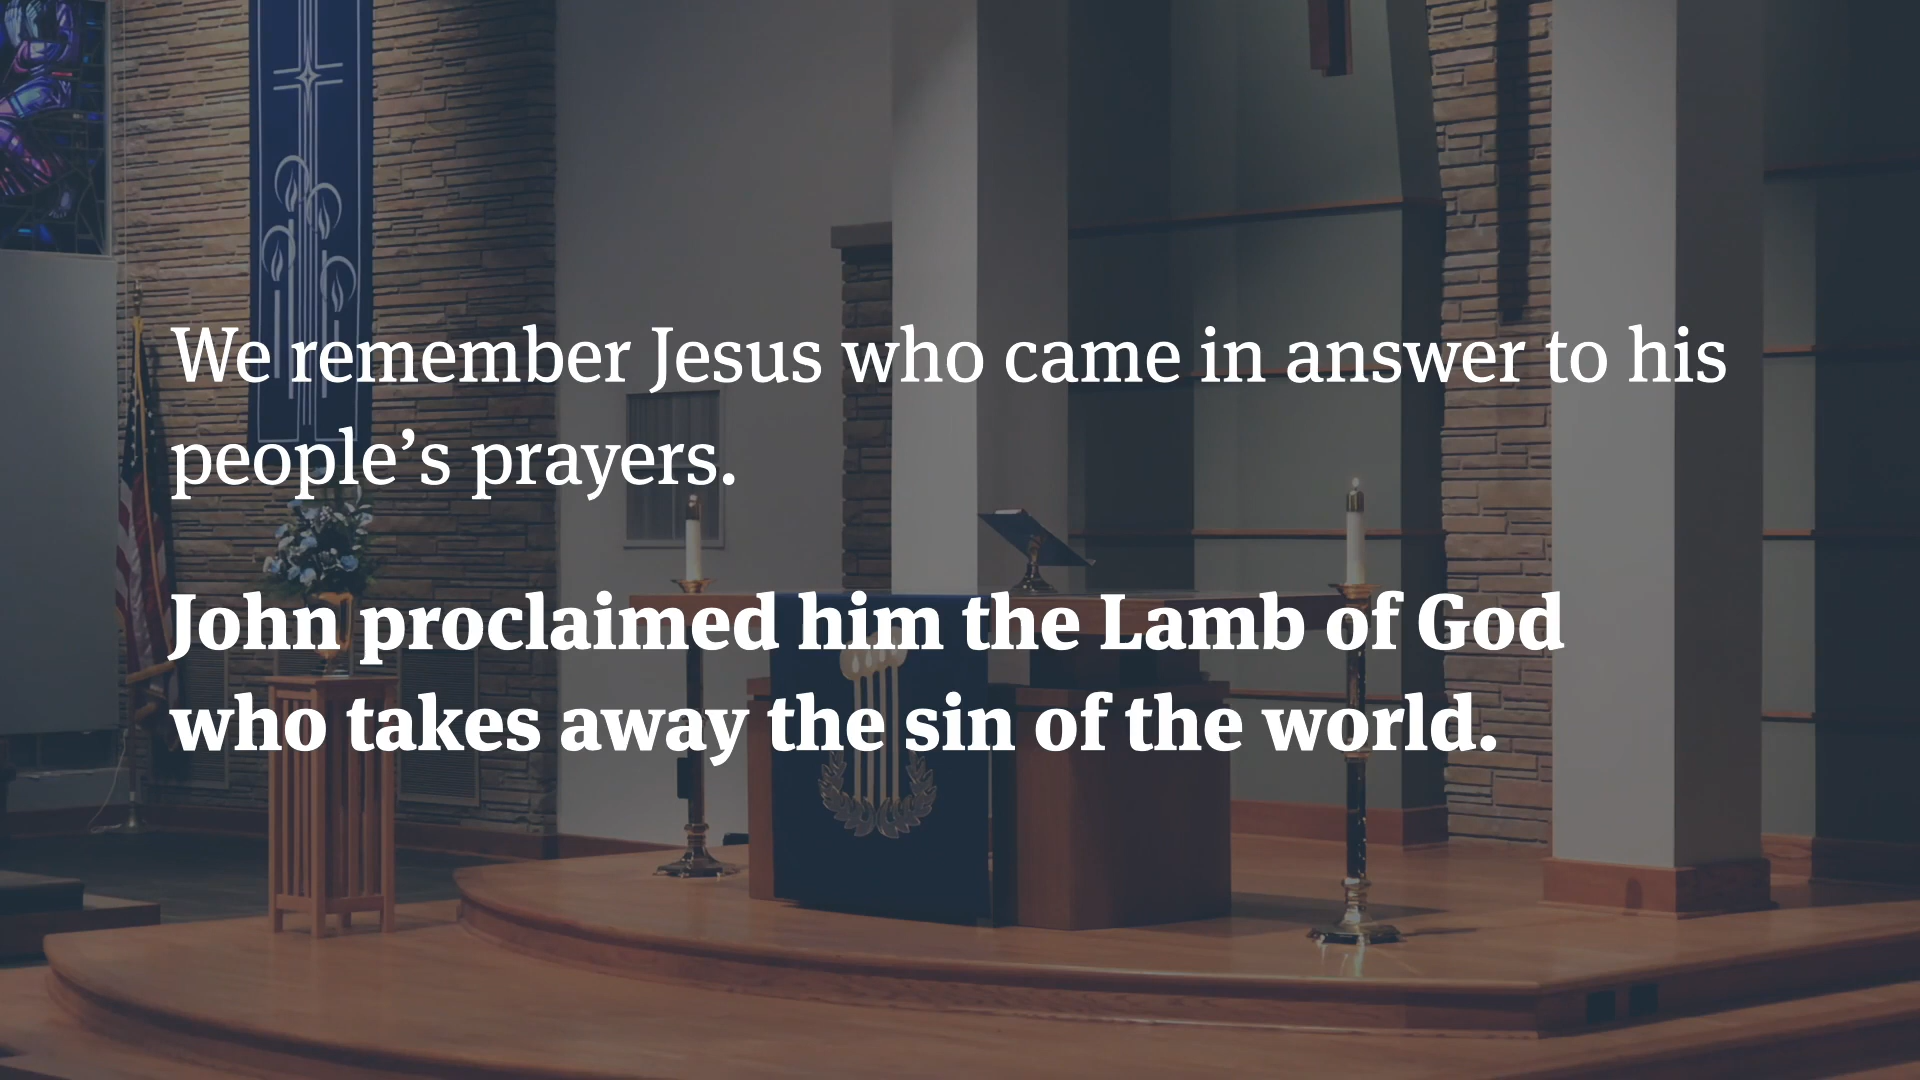 We remember Jesus who came in answer to his
people’s prayers.
John proclaimed him the Lamb of God
who takes away the sin of the world.